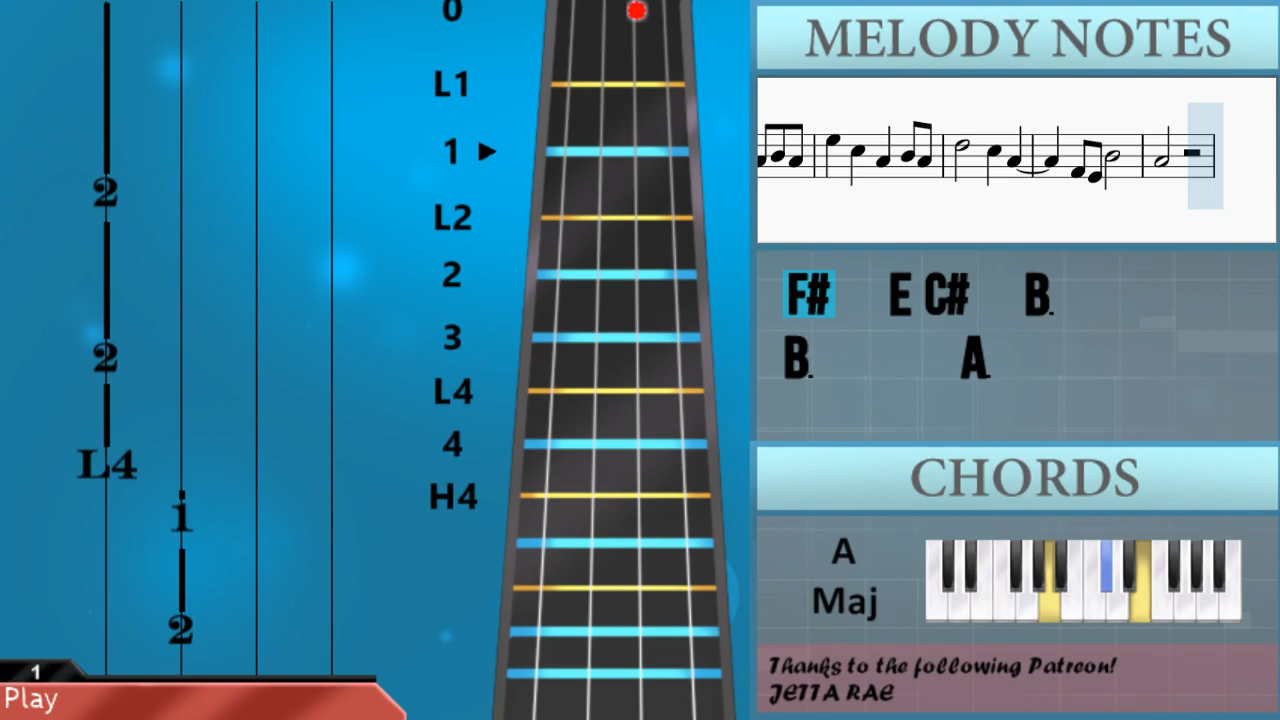 0
MELODY NOTES
L1
1
2
L2
2
F# E C# B.
3
B. A.
2
L4
4
L4
CHORDS
H4
1
A
Maj
2
Thanks to the following Patreon!
JETTA RAE
1
Play